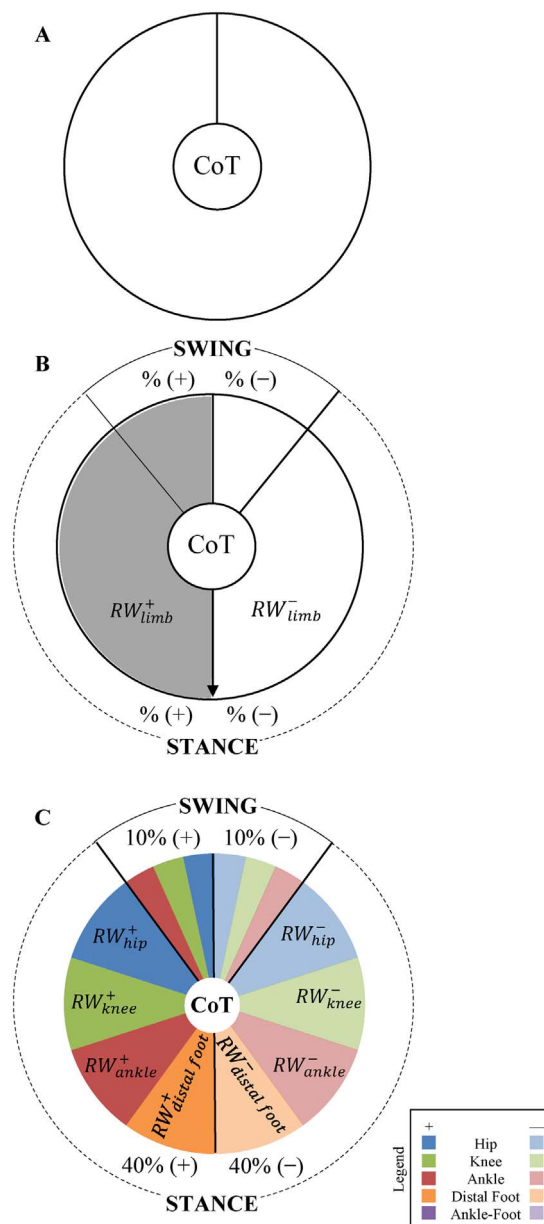 A
CoT
B
SWING
% (+) % (−)
CoT
RW⁺limb RW⁻limb
% (+) % (−)
STANCE
C
SWING
10% (+) 10% (−)
RW⁺hip RW⁻hip
CoT
RW⁺knee RW⁻knee
RW⁺ankle RW⁻ankle
RW⁺distal foot RW⁻distal foot
40% (+) 40% (−)
STANCE
Legend
+ —
Hip
Knee
Ankle
Distal Foot
Ankle-Foot